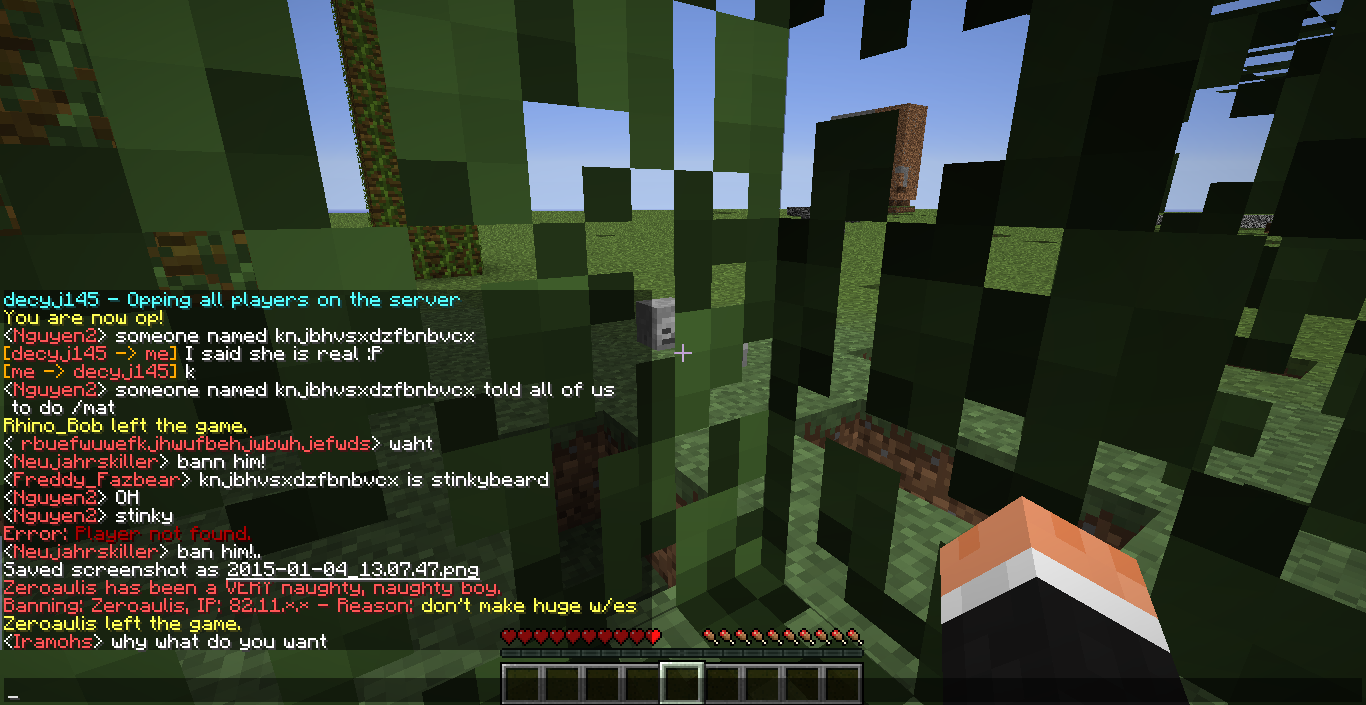 decyj145 - Opping all players on the server
You are now op!
<Nguyen2> someone named knjbhvsxdzfbnbvcx
[decyj145 -> me] I said she is real :P
[me -> decyj145] k
<Nguyen2> someone named knjbhvsxdzfbnbvcx told all of us
to do /mat
Rhino_Bob left the game.
< rbuefwuwefk,jhwufbeh,jwbwh,jefwds> waht
<Neujahrskiller> bann him!
<Freddy_Fazbear> knjbhvsxdzfbnbvcx is stinkybeard
<Nguyen2> OH
<Nguyen2> stinky
Error: Player not found.
<Neujahrskiller> ban him!..
Saved screenshot as 2015-01-04_13.07.47.png
Zeroaulis has been a VERY naughty, naughty boy.
Banning: Zeroaulis, IP: 82.11.×.× - Reason: don't make huge w/es
Zeroaulis left the game.
<Iramohs> why what do you want
_